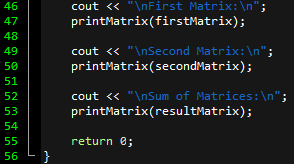 46 cout << "\nFirst Matrix:\n";
47 printMatrix(firstMatrix);
48
49 cout << "\nSecond Matrix:\n";
50 printMatrix(secondMatrix);
51
52 cout << "\nSum of Matrices:\n";
53 printMatrix(resultMatrix);
54
55 return 0;
56 }